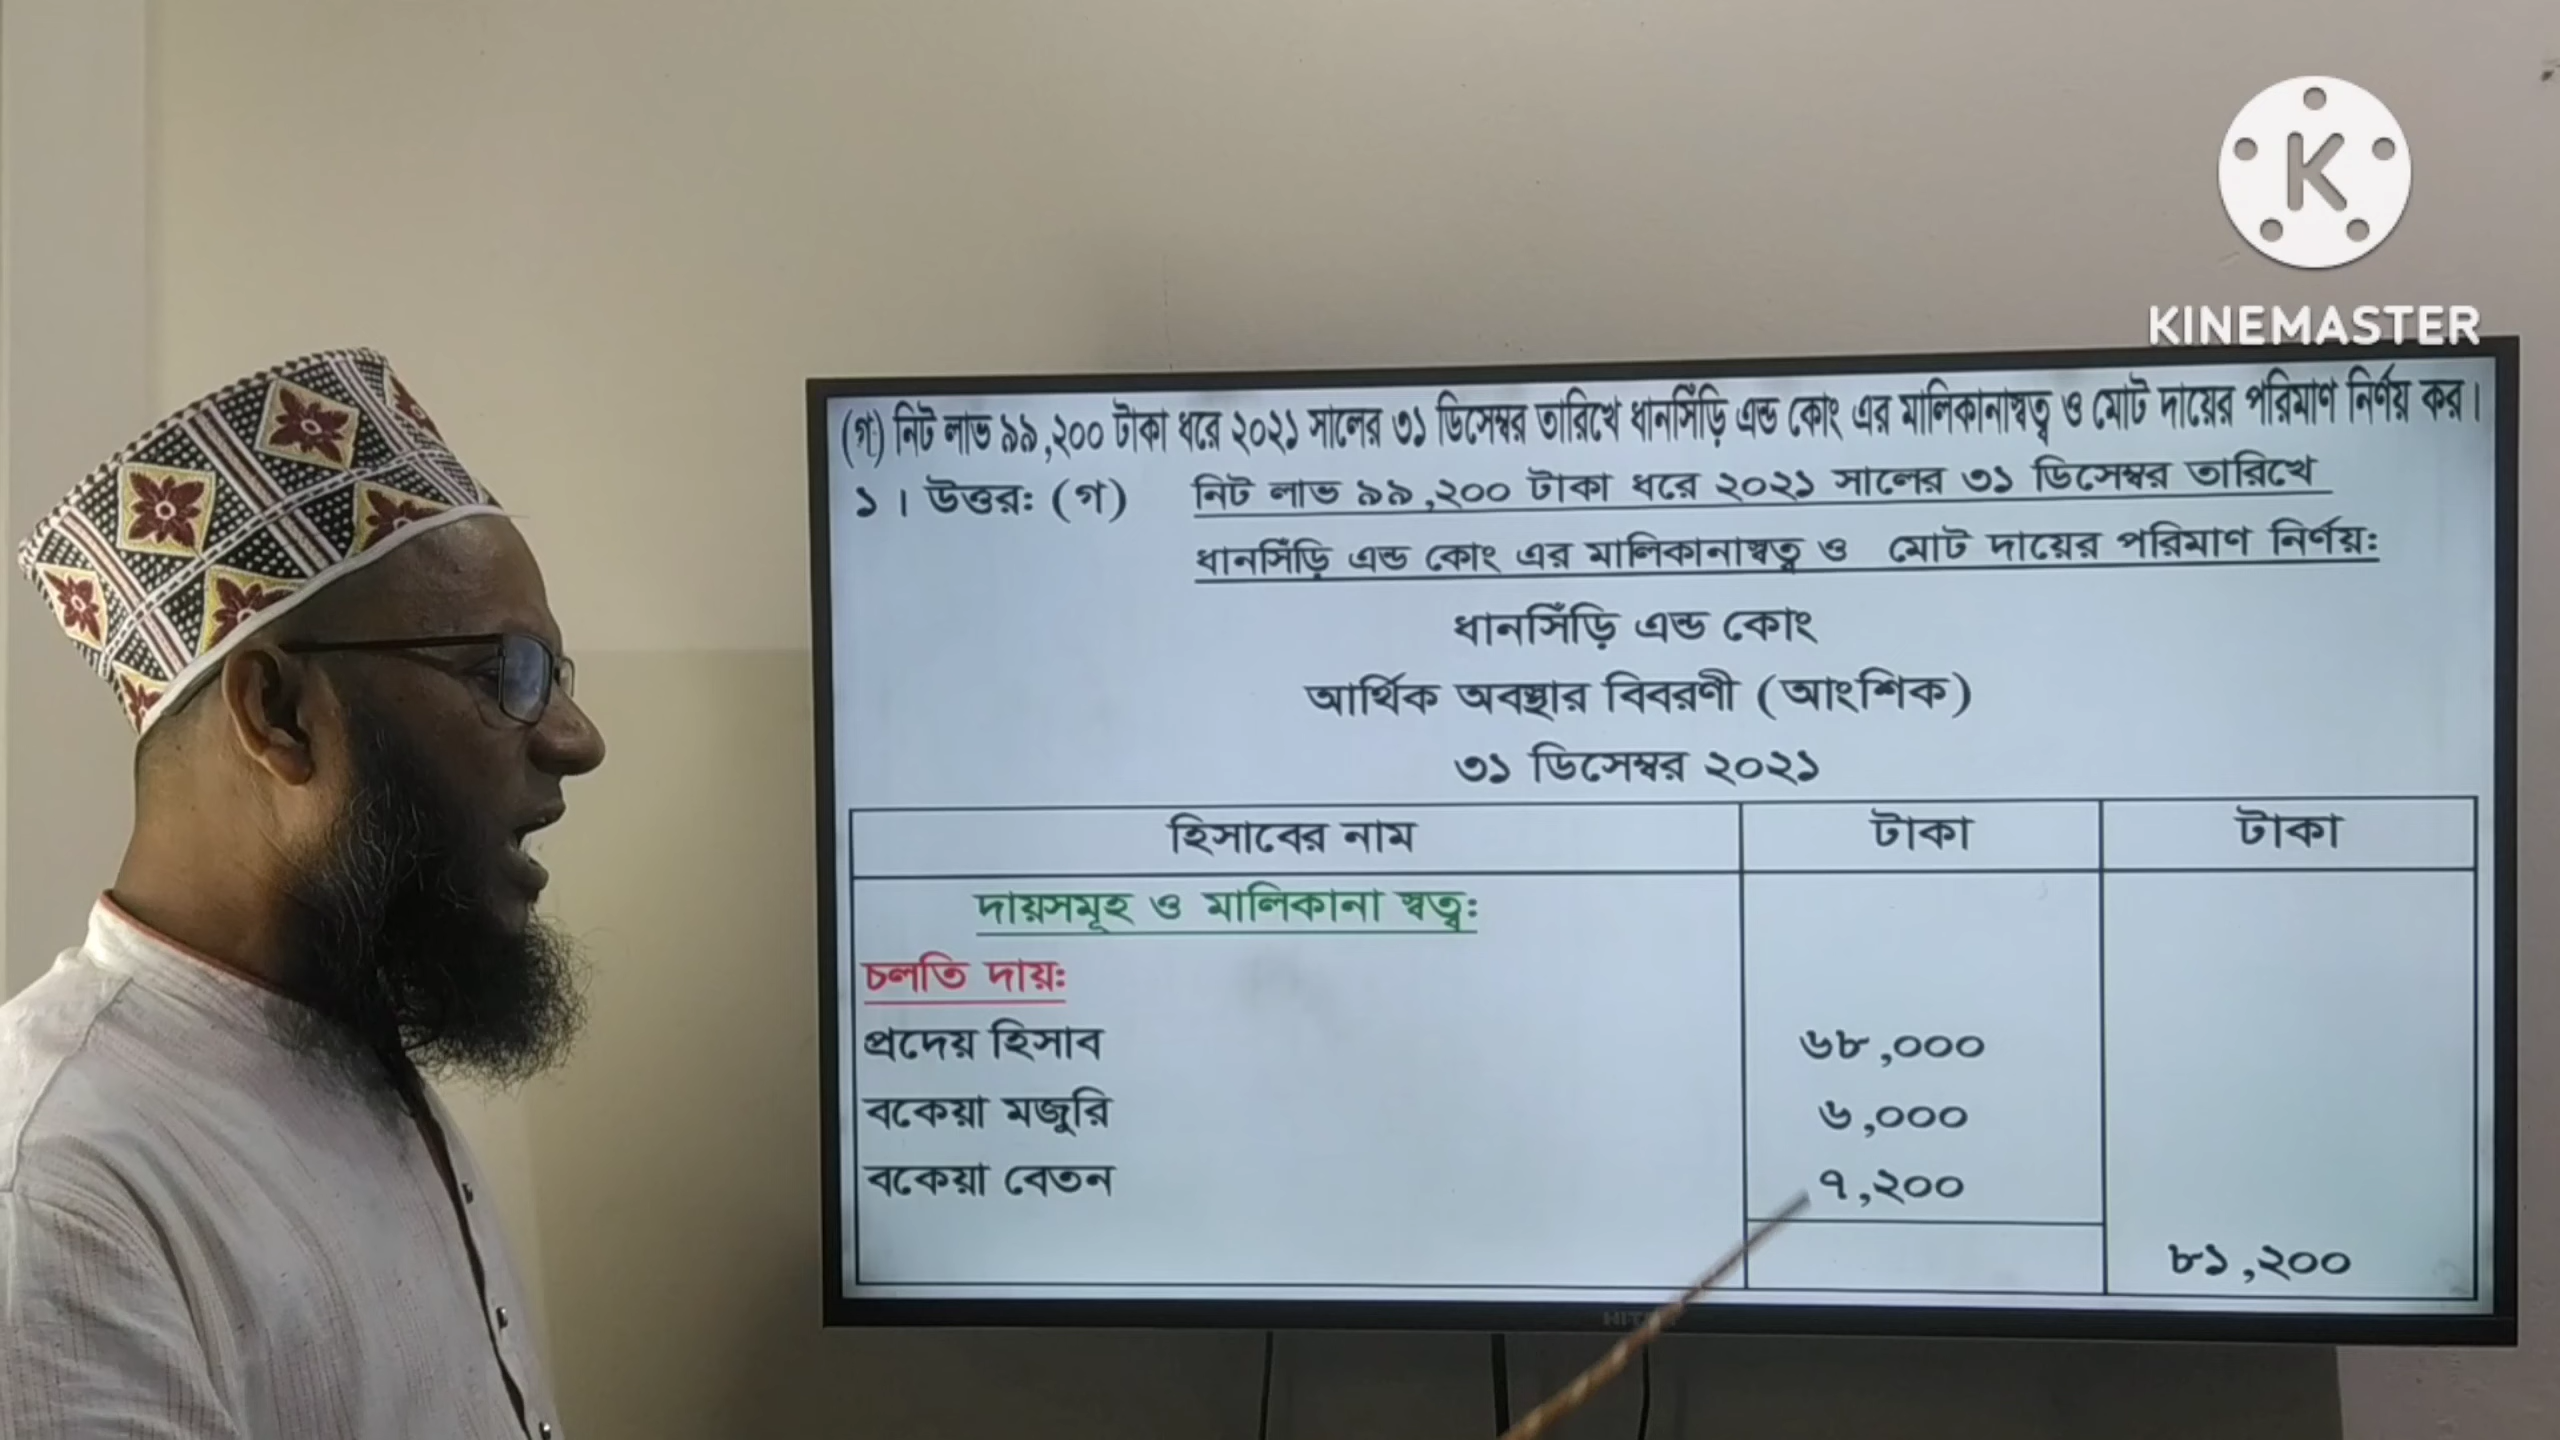 K
KINEMASTER
(গ) নিট লাভ ৯৯,২০০ টাকা ধরে ২০২১ সালের ৩১ ডিসেম্বর তারিখে ধানসিঁড়ি এন্ড কোং এর মালিকানাস্বত্ব ও মোট দায়ের পরিমাণ নির্ণয় কর।
১। উত্তরঃ (গ) নিট লাভ ৯৯,২০০ টাকা ধরে ২০২১ সালের ৩১ ডিসেম্বর তারিখে
ধানসিঁড়ি এন্ড কোং এর মালিকানাস্বত্ব ও মোট দায়ের পরিমাণ নির্ণয়ঃ
ধানসিঁড়ি এন্ড কোং
আর্থিক অবস্থার বিবরণী (আংশিক)
৩১ ডিসেম্বর ২০২১
হিসাবের নাম টাকা টাকা
দায়সমূহ ও মালিকানা স্বত্ত্বঃ
চলতি দায়ঃ
প্রদেয় হিসাব ৬৮,০০০
বকেয়া মজুরি ৬,০০০
বকেয়া বেতন ৭,২০০
৮১,২০০